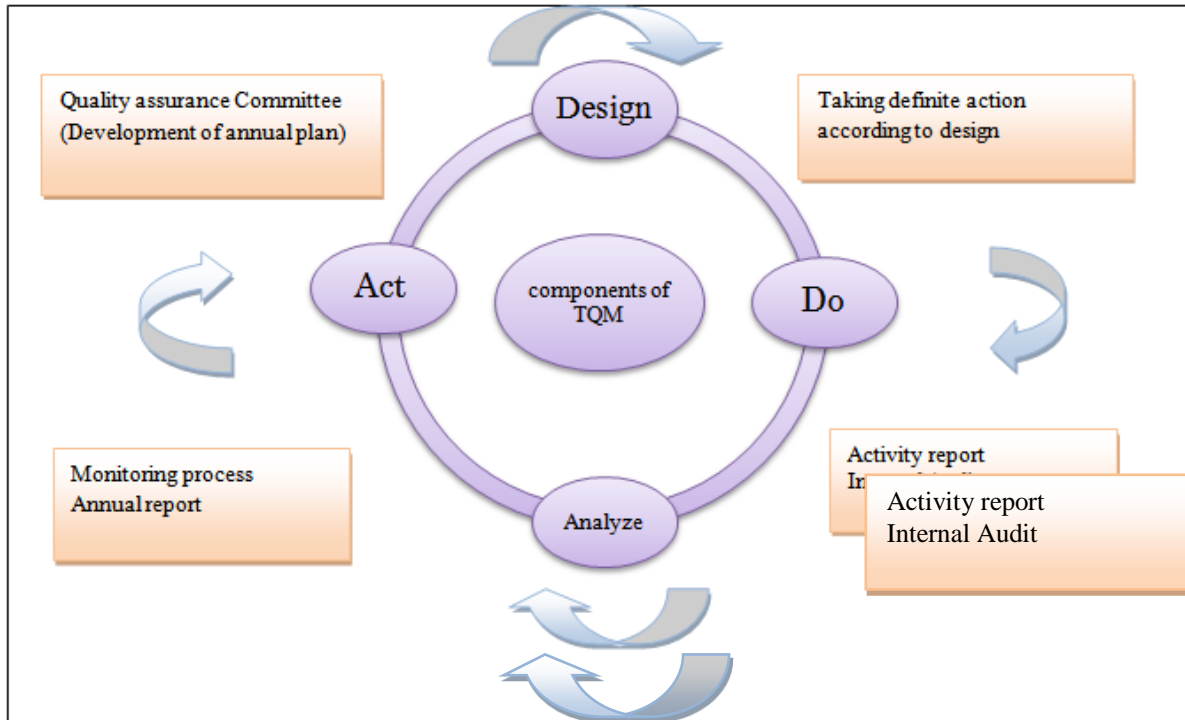 Design
Quality assurance Committee
(Development of annual plan)
Taking definite action
according to design
Act
components of
TQM
Do
Monitoring process
Annual report
Activity report
Activity report
Internal Audit
Analyze